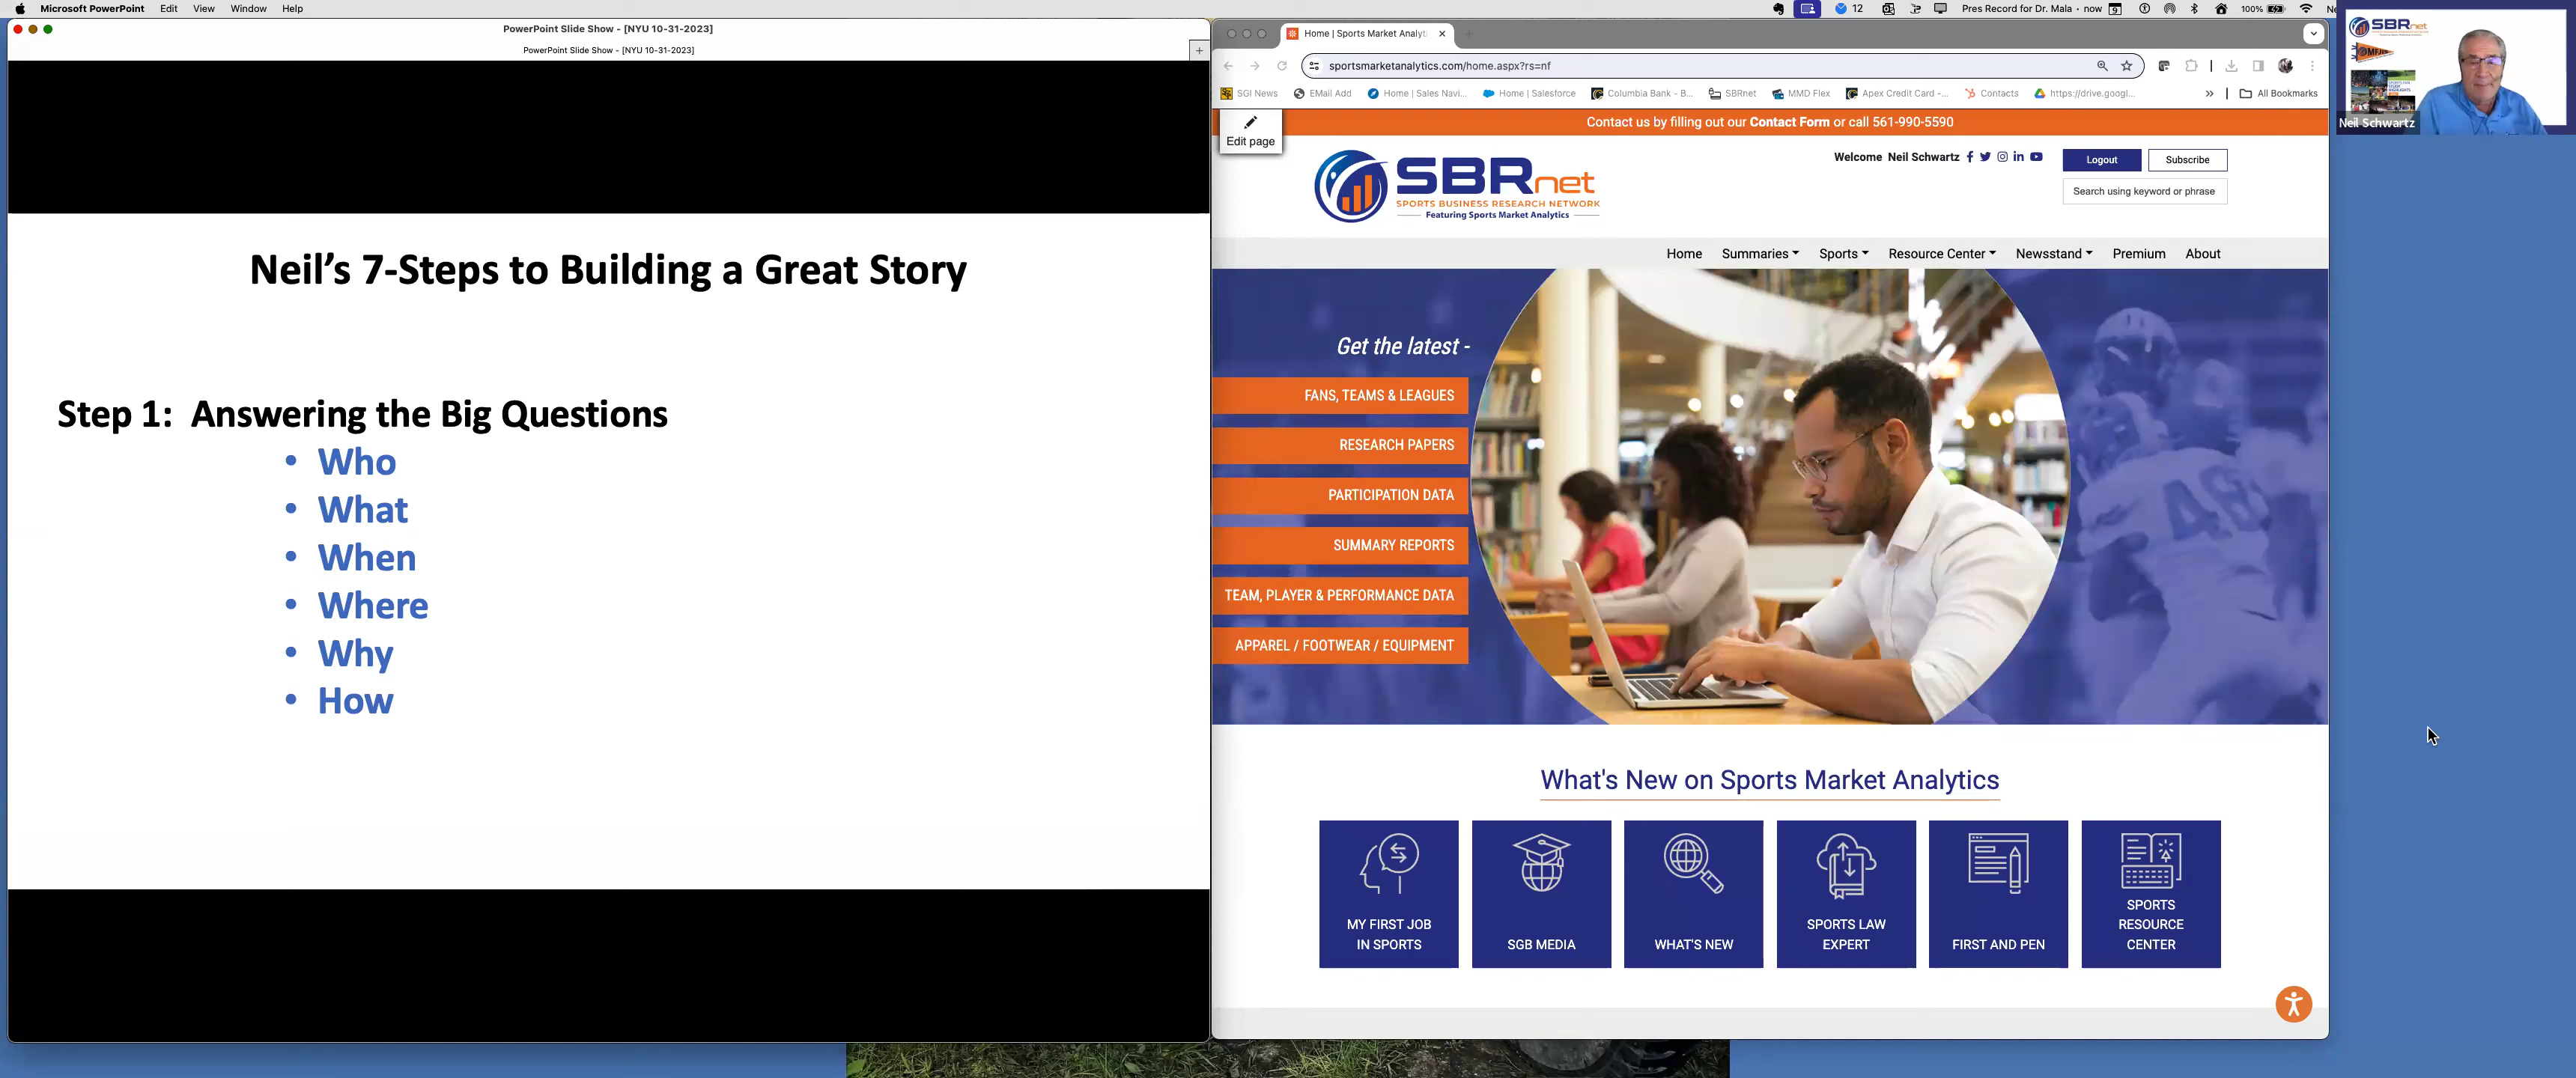 Microsoft PowerPoint Edit View Window Help
12
Pres Record for Dr. Mala • now
9
100%
PowerPoint Slide Show - [NYU 10-31-2023]
PowerPoint Slide Show - [NYU 10-31-2023]
+
Neil's 7-Steps to Building a Great Story
Step 1: Answering the Big Questions
• Who
• What
• When
• Where
• Why
• How
Home | Sports Market Analyti
sportsmarketanalytics.com/home.aspx?rs=nf
SGI News EMail Add Home | Sales Navi... Home | Salesforce Columbia Bank - B... SBRnet MMD Flex Apex Credit Card -... Contacts https://drive.googl... » All Bookmarks
Contact us by filling out our Contact Form or call 561-990-5590
Edit page
SBRnet
SPORTS BUSINESS RESEARCH NETWORK
Featuring Sports Market Analytics
Welcome Neil Schwartz
Logout
Subscribe
Search using keyword or phrase
Home Summaries Sports Resource Center Newsstand Premium About
Get the latest -
FANS, TEAMS & LEAGUES
RESEARCH PAPERS
PARTICIPATION DATA
SUMMARY REPORTS
TEAM, PLAYER & PERFORMANCE DATA
APPAREL / FOOTWEAR / EQUIPMENT
What's New on Sports Market Analytics
MY FIRST JOB
IN SPORTS
SGB MEDIA
WHAT'S NEW
SPORTS LAW
EXPERT
FIRST AND PEN
SPORTS
RESOURCE
CENTER
SBRnet
Neil Schwartz